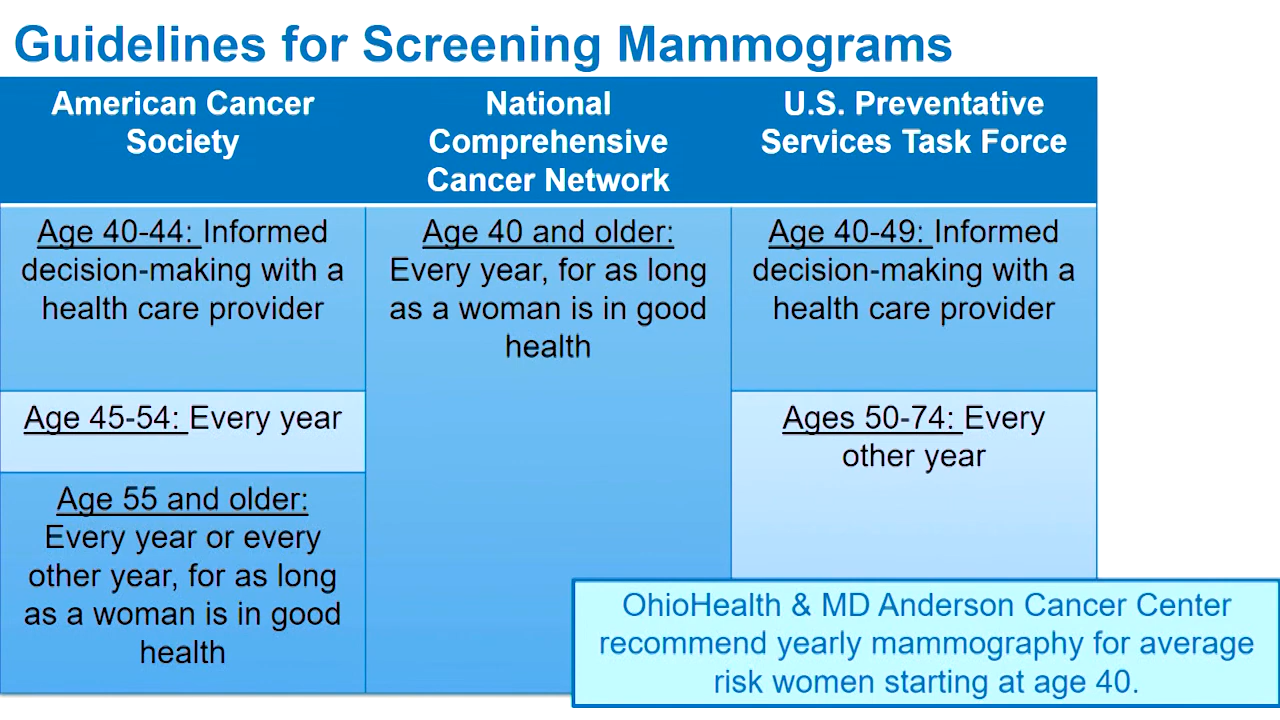 Guidelines for Screening Mammograms
American Cancer
Society
National
Comprehensive
Cancer Network
U.S. Preventative
Services Task Force
Age 40-44: Informed
decision-making with a
health care provider
Age 45-54: Every year
Age 55 and older:
Every year or every
other year, for as long
as a woman is in good
health
Age 40 and older:
Every year, for as long
as a woman is in good
health
Age 40-49: Informed
decision-making with a
health care provider
Ages 50-74: Every
other year
OhioHealth & MD Anderson Cancer Center
recommend yearly mammography for average
risk women starting at age 40.